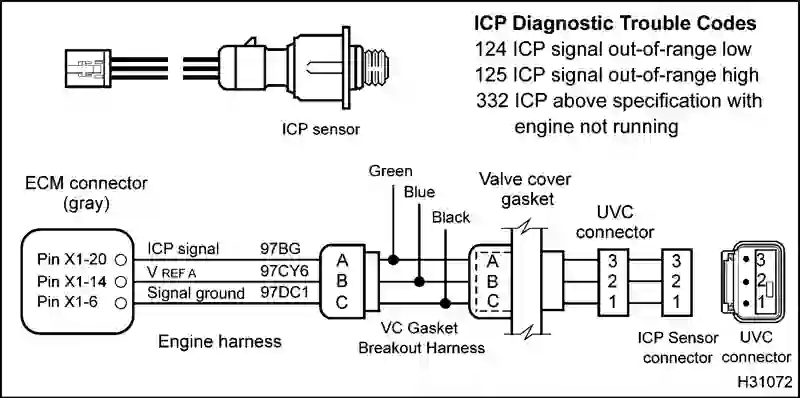 ICP Diagnostic Trouble Codes
124 ICP signal out-of-range low
125 ICP signal out-of-range high
332 ICP above specification with
engine not running
ICP sensor
ECM connector
(gray)
Green
Blue
Black
Valve cover
gasket
UVC
connector
Pin X1-20
ICP signal
97BG
A
A
3
3
3
Pin X1-14
V REF A
97CY6
B
B
2
2
2
Pin X1-6
Signal ground
97DC1
C
C
1
1
1
Engine harness
VC Gasket
Breakout Harness
ICP Sensor
connector
UVC
connector
H31072